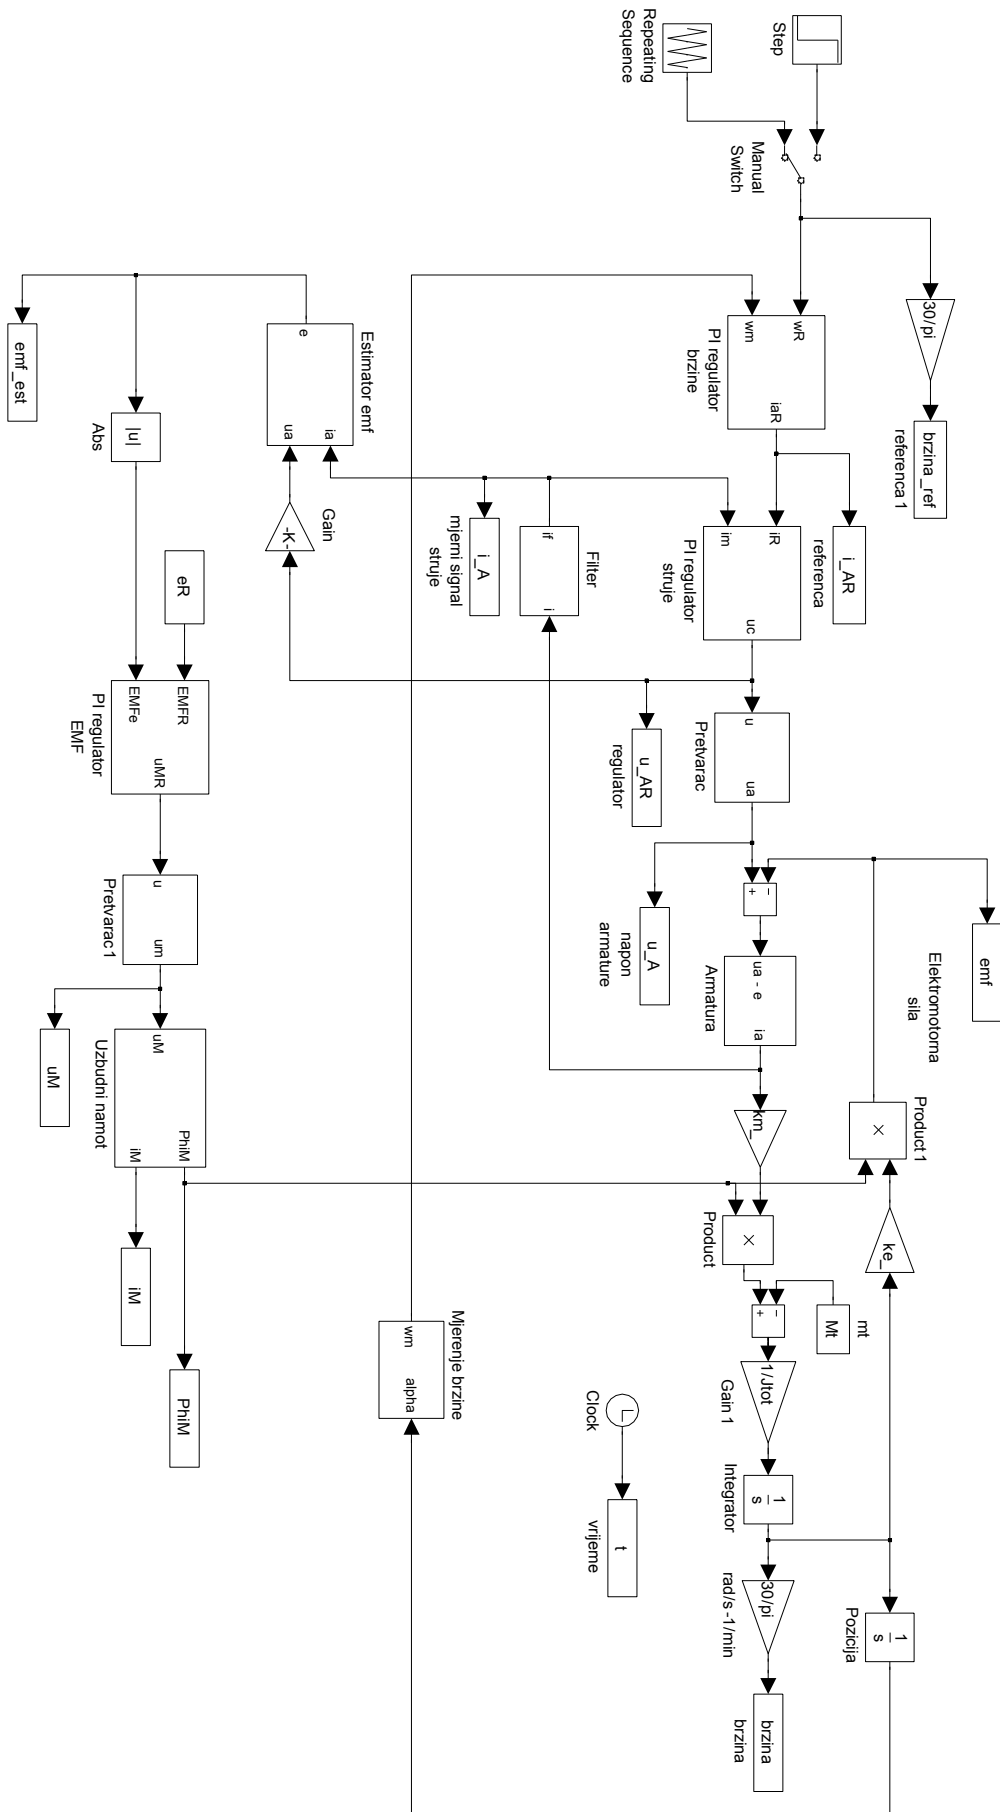 Step
Repeating
Sequence
Manual
Switch
30/pi
brzina_ref
referenca 1
wR
wm
iaR
PI regulator
brzine
i_AR
referenca
iR
im
uc
PI regulator
struje
i_A
mjerni signal
struje
if
i
Filter
e
ia
ua
Estimator emf
-K-
Gain
emf_est
|u|
Abs
eR
EMFR
EMFe
uMR
PI regulator
EMF
u
ua
Pretvarac
u_AR
regulator
u_A
napon
armature
-
+
ua - e
ia
Armatura
emf
Elektromotorna
sila
×
Product 1
ke_
km_
×
Product
u
um
Pretvarac 1
uM
uM
PhiM
iM
Uzbudni namot
iM
PhiM
Mt
mt
-
+
1/Jtot
Gain 1
1
s
Integrator
30/pi
rad/s -1/min
brzina
brzina
1
s
Pozicija
wm
alpha
Mjerenje brzine
Clock
t
vrijeme